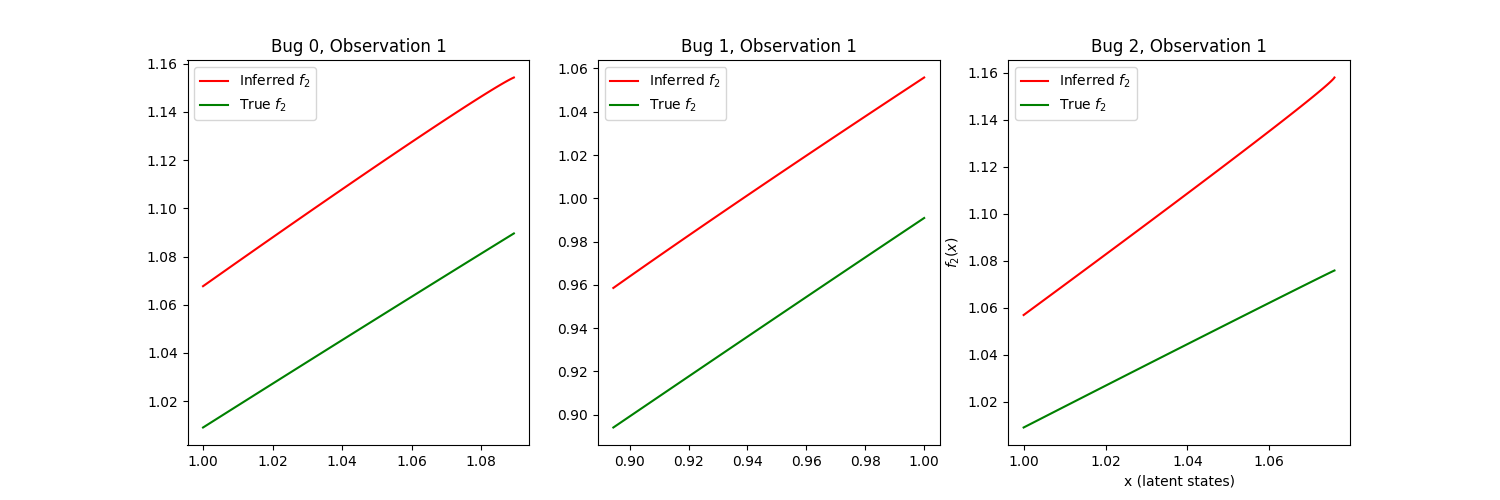 Bug 0, Observation 1
Inferred f₂
True f₂
1.16
1.14
1.12
1.10
1.08
1.06
1.04
1.02
1.00 1.02 1.04 1.06 1.08
Bug 1, Observation 1
Inferred f₂
True f₂
1.06
1.04
1.02
1.00
0.98
0.96
0.94
0.92
0.90
0.90 0.92 0.94 0.96 0.98 1.00
Bug 2, Observation 1
Inferred f₂
True f₂
f₂(x)
1.16
1.14
1.12
1.10
1.08
1.06
1.04
1.02
1.00 1.02 1.04 1.06
x (latent states)